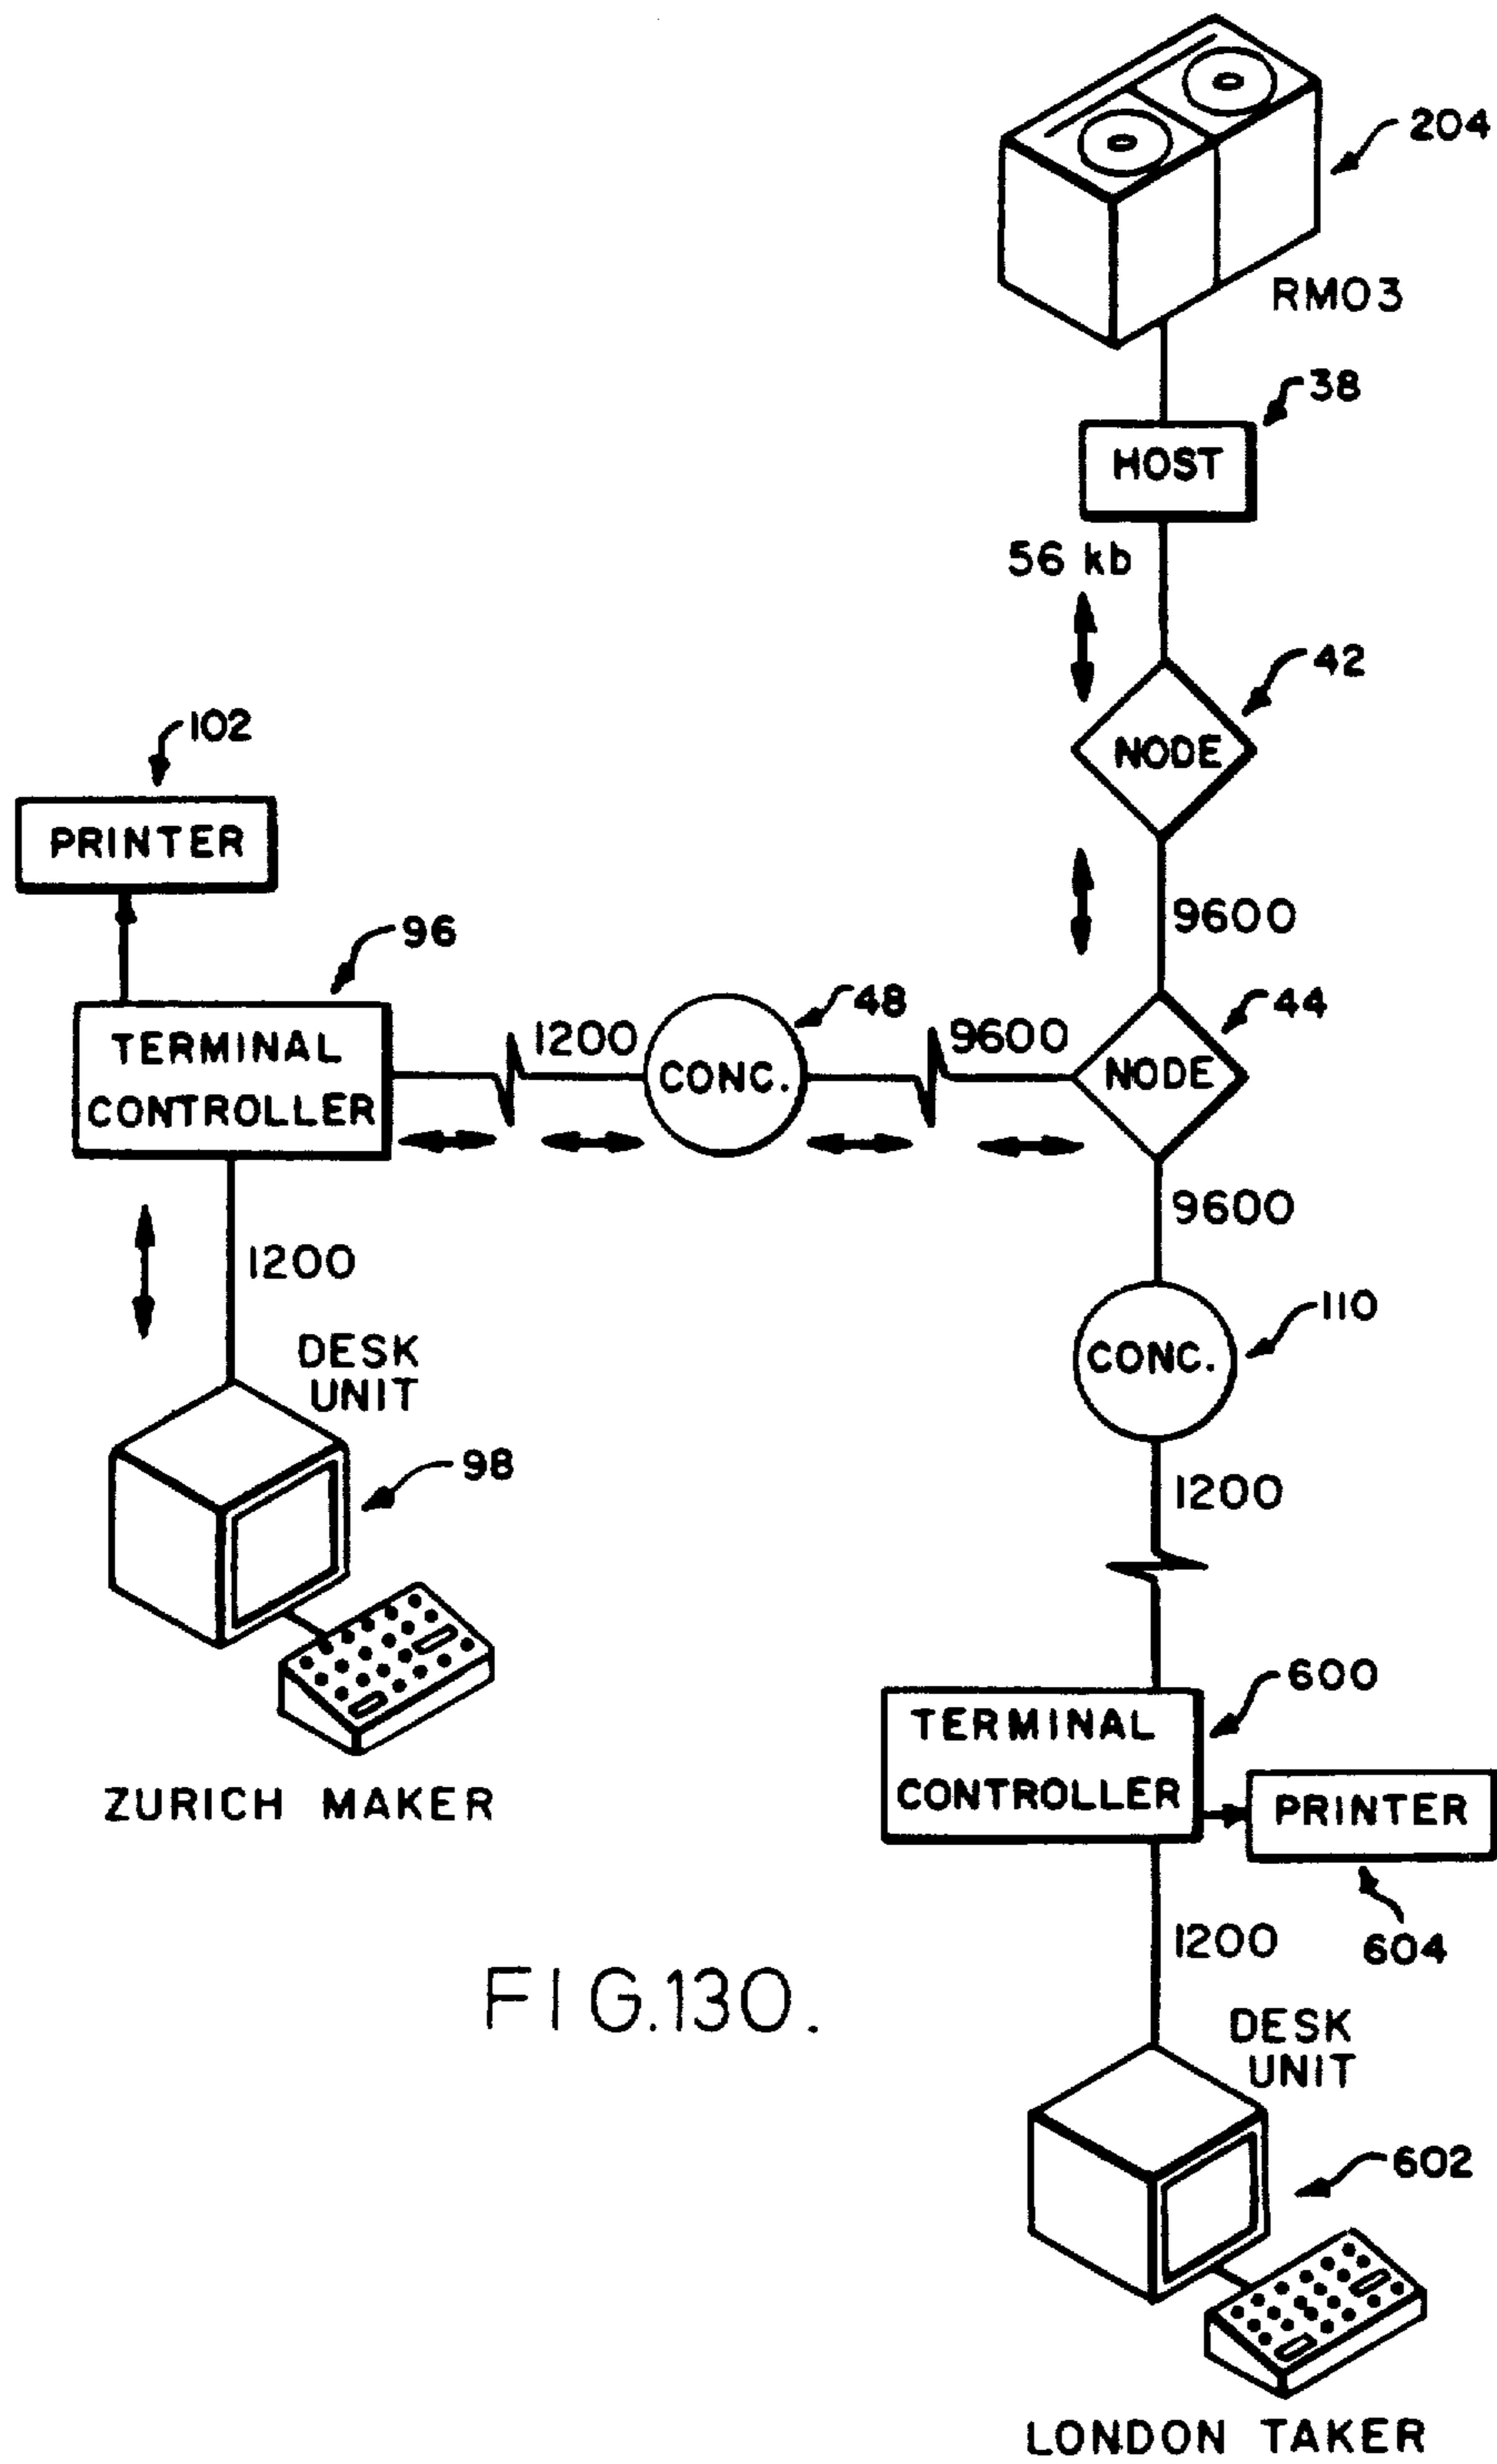 204
RM03
38
HOST
56 kb
42
NODE
102
PRINTER
9600
96
44
48
TERMINAL
CONTROLLER
1200
CONC.
9600
NODE
9600
1200
110
CONC.
DESK
UNIT
98
1200
600
TERMINAL
CONTROLLER
PRINTER
ZURICH MAKER
604
1200
FIG.130.
DESK
UNIT
602
LONDON TAKER